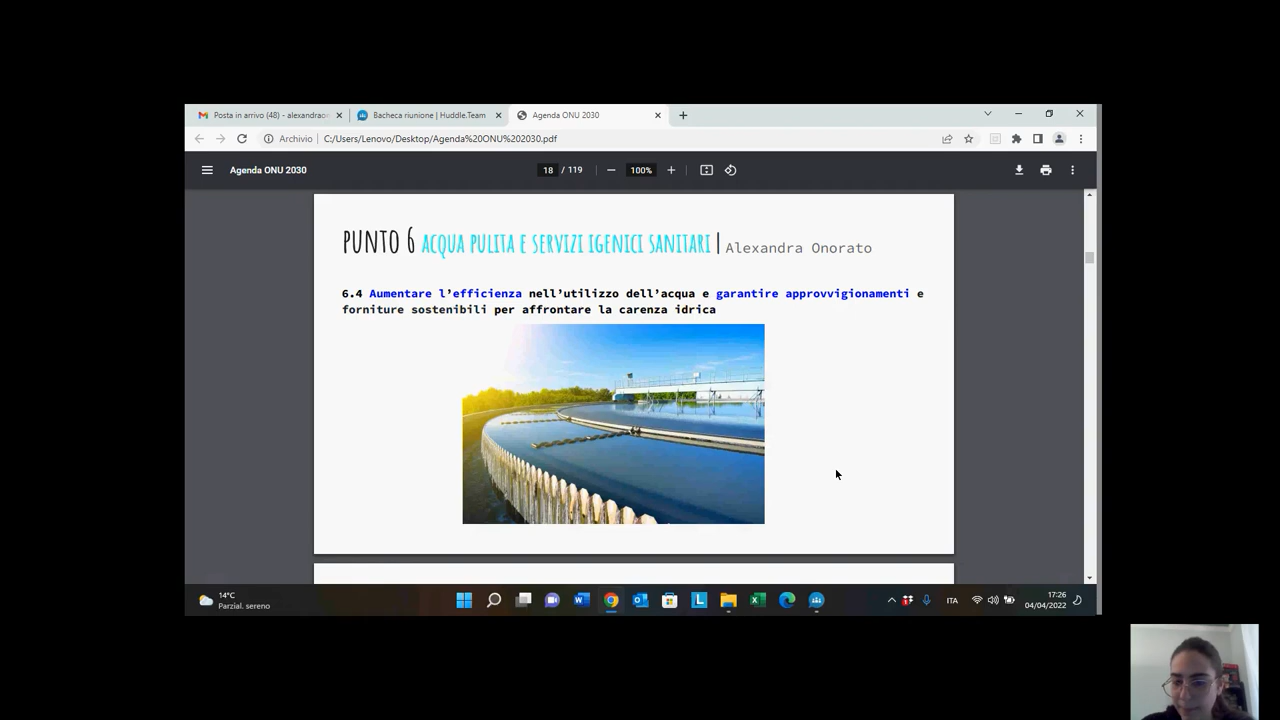 Posta in arrivo (48) - alexandrao
Bacheca riunione | Huddle.Team
Agenda ONU 2030
Archivio
C:/Users/Lenovo/Desktop/Agenda%20ONU%202030.pdf
Agenda ONU 2030
18 / 119
100%
PUNTO 6 ACQUA PULITA E SERVIZI IGENICI SANITARI | Alexandra Onorato
6.4 Aumentare l'efficienza nell'utilizzo dell'acqua e garantire approvvigionamenti e
forniture sostenibili per affrontare la carenza idrica
14°C
Parzial. sereno
ITA
17:26
04/04/2022